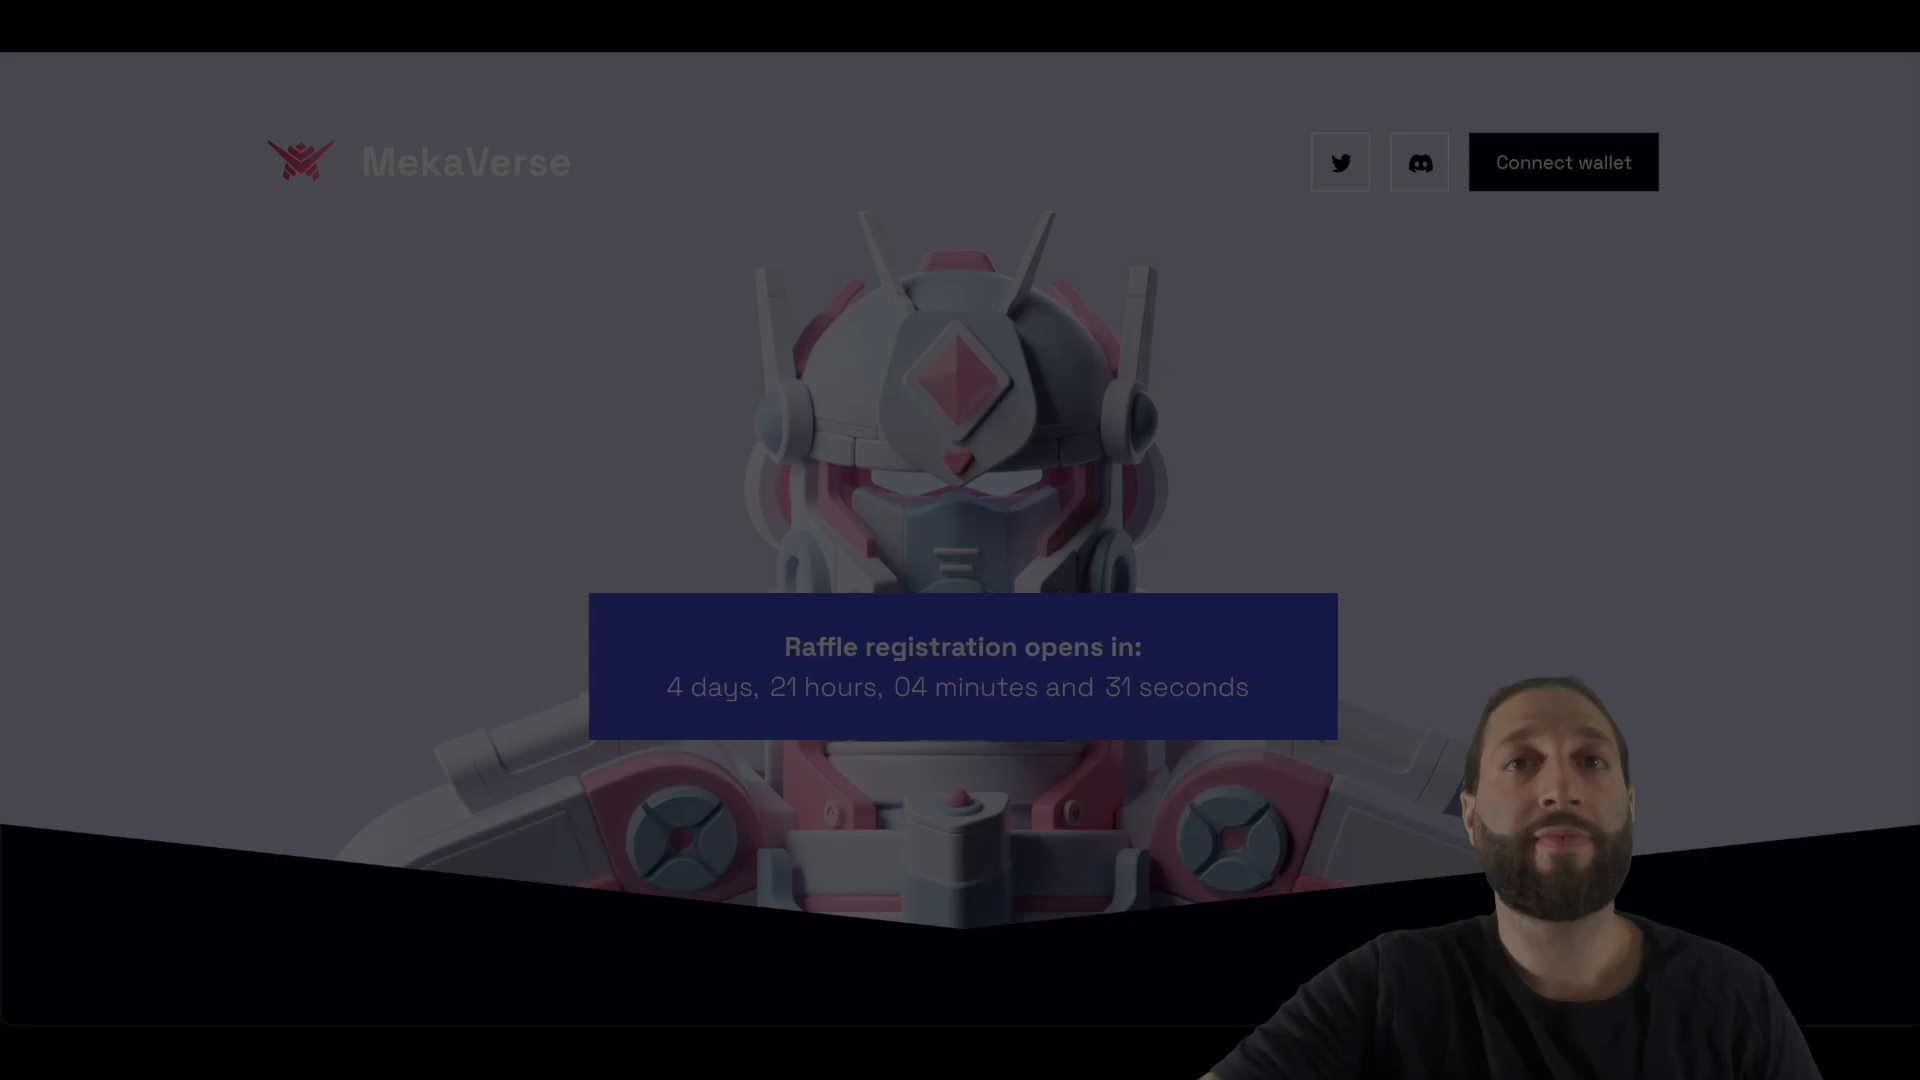 MekaVerse
Connect wallet
Raffle registration opens in:
4 days, 21 hours, 04 minutes and 31 seconds